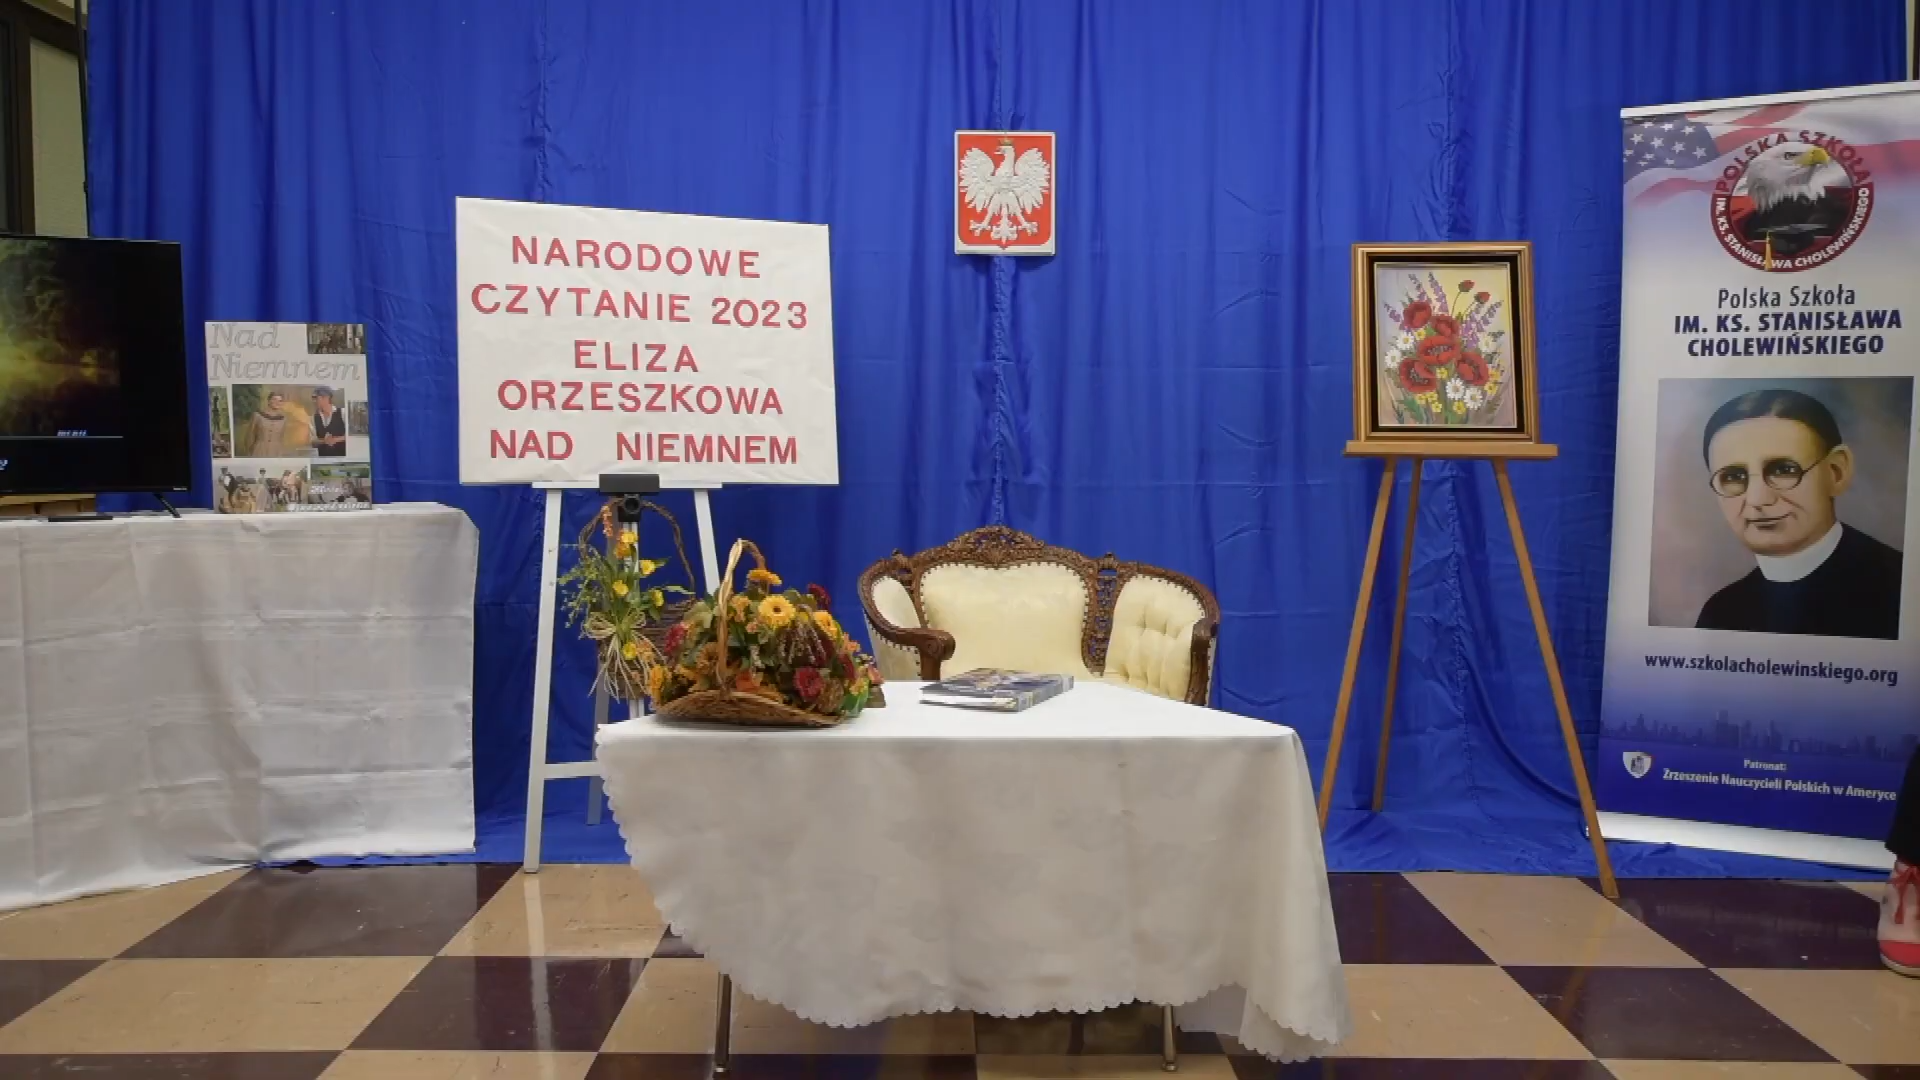 Nad
Niemnem
NARODOWE
CZYTANIE 2023
ELIZA
ORZESZKOWA
NAD NIEMNEM
POLSKA SZKOŁA
IM. KS. STANISŁAWA CHOLEWIŃSKIEGO
Polska Szkoła
IM. KS. STANISŁAWA
CHOLEWIŃSKIEGO
www.szkolacholewinskiego.org
Patronat:
Zrzeszenie Nauczycieli Polskich w Ameryce